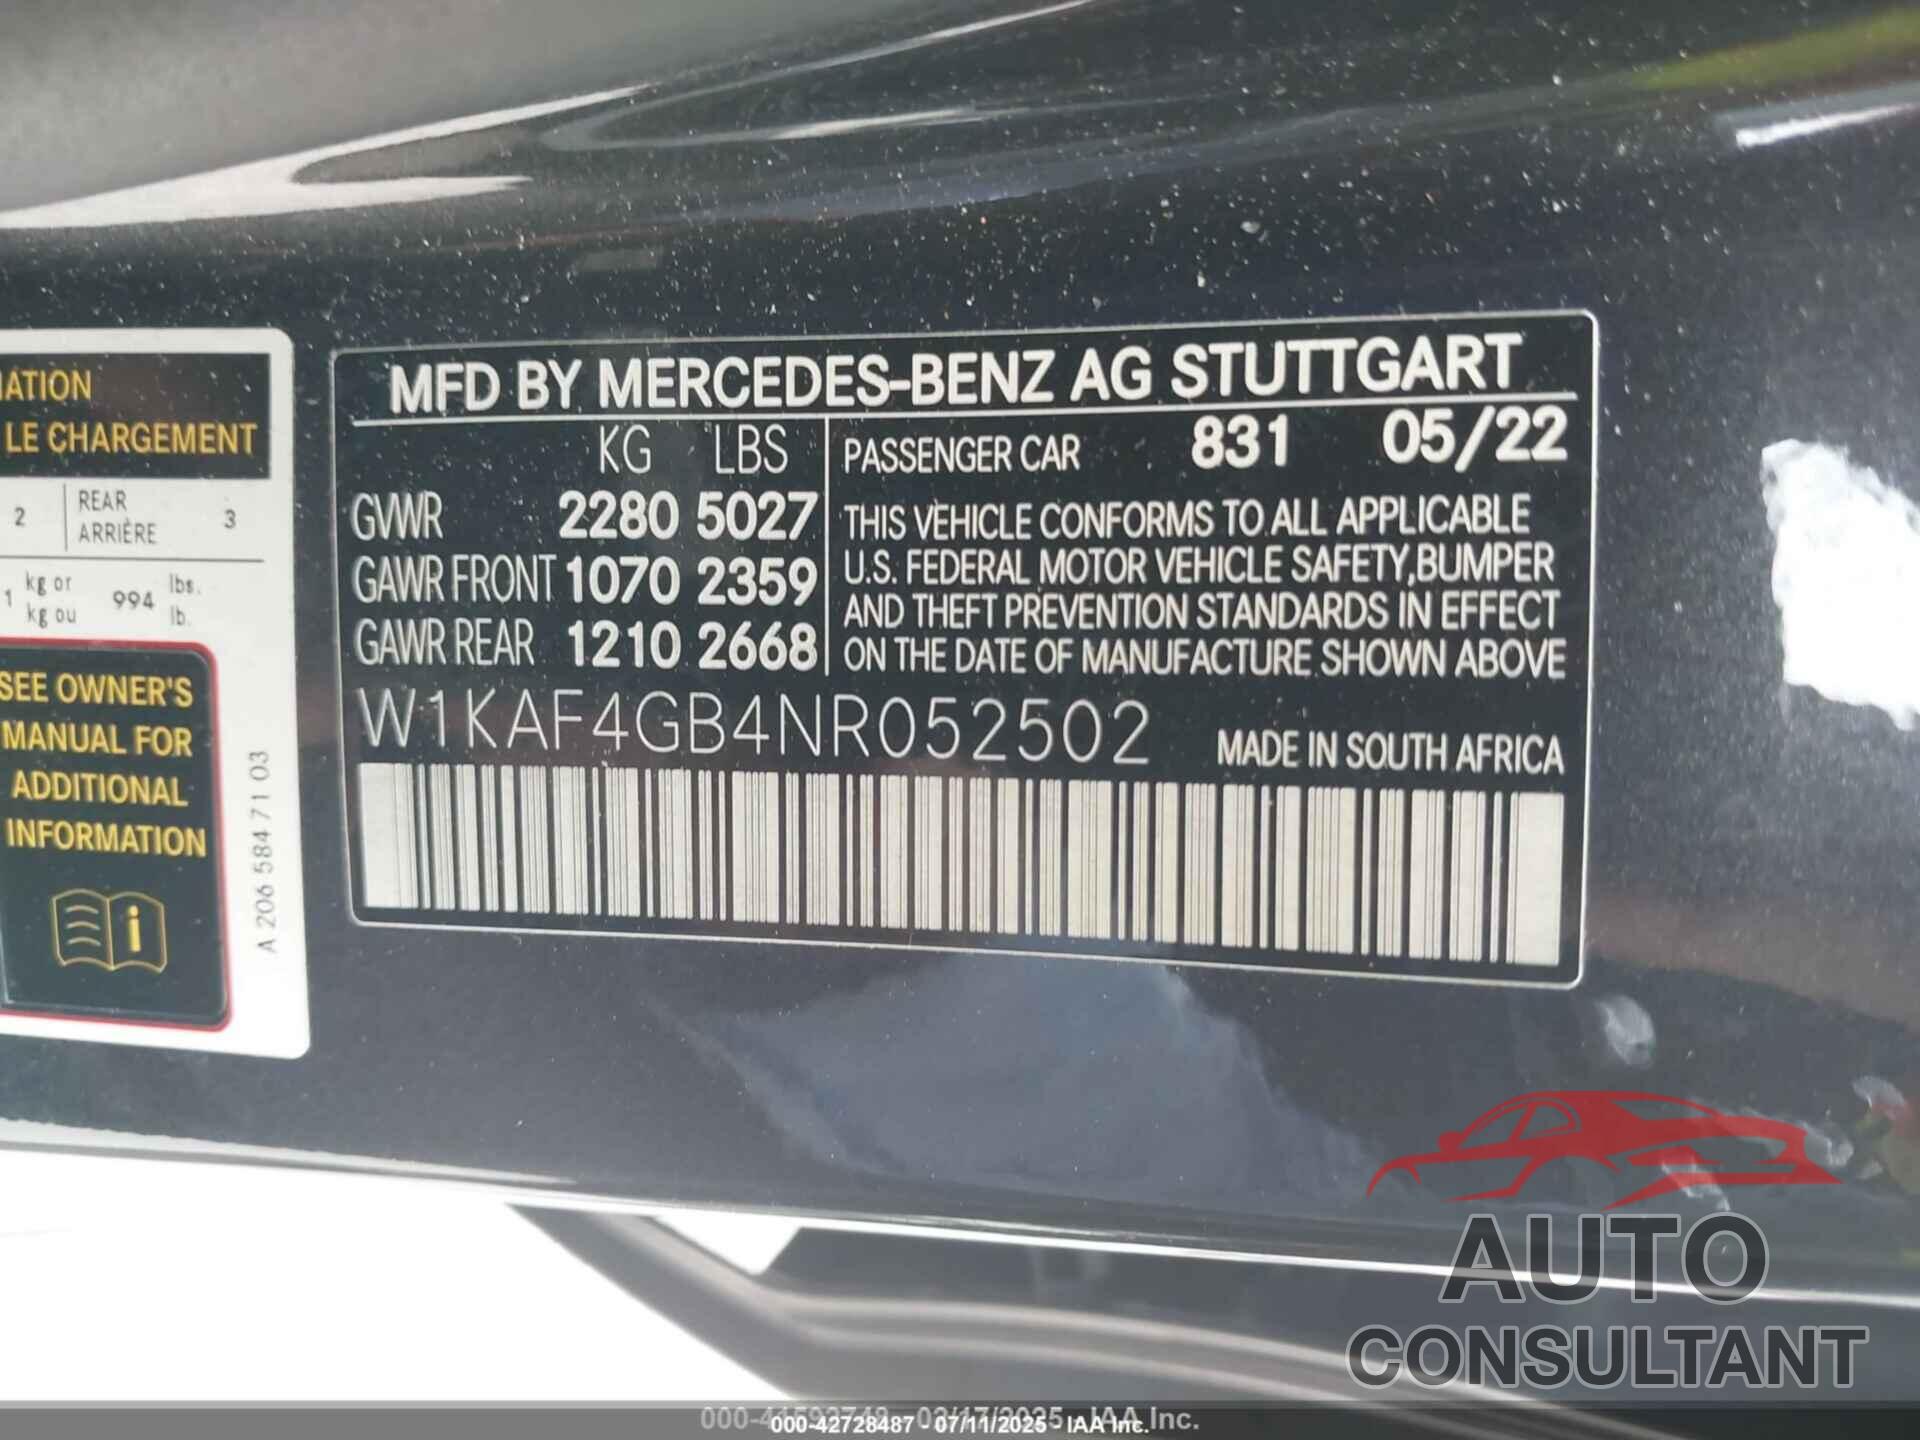 IATION
LE CHARGEMENT
2 REAR ARRIÈRE 3
1 kg or kg ou 994 lbs. lb.
SEE OWNER'S
MANUAL FOR
ADDITIONAL
INFORMATION
A 206 584 71 03
MFD BY MERCEDES-BENZ AG STUTTGART
KG LBS
GVWR 2280 5027
GAWR FRONT 1070 2359
GAWR REAR 1210 2668
PASSENGER CAR 831 05/22
THIS VEHICLE CONFORMS TO ALL APPLICABLE
U.S. FEDERAL MOTOR VEHICLE SAFETY, BUMPER
AND THEFT PREVENTION STANDARDS IN EFFECT
ON THE DATE OF MANUFACTURE SHOWN ABOVE
W1KAF4GB4NR052502
MADE IN SOUTH AFRICA
AUTO
CONSULTANT
000-42728487 - 07/11/2025 - IAA Inc.